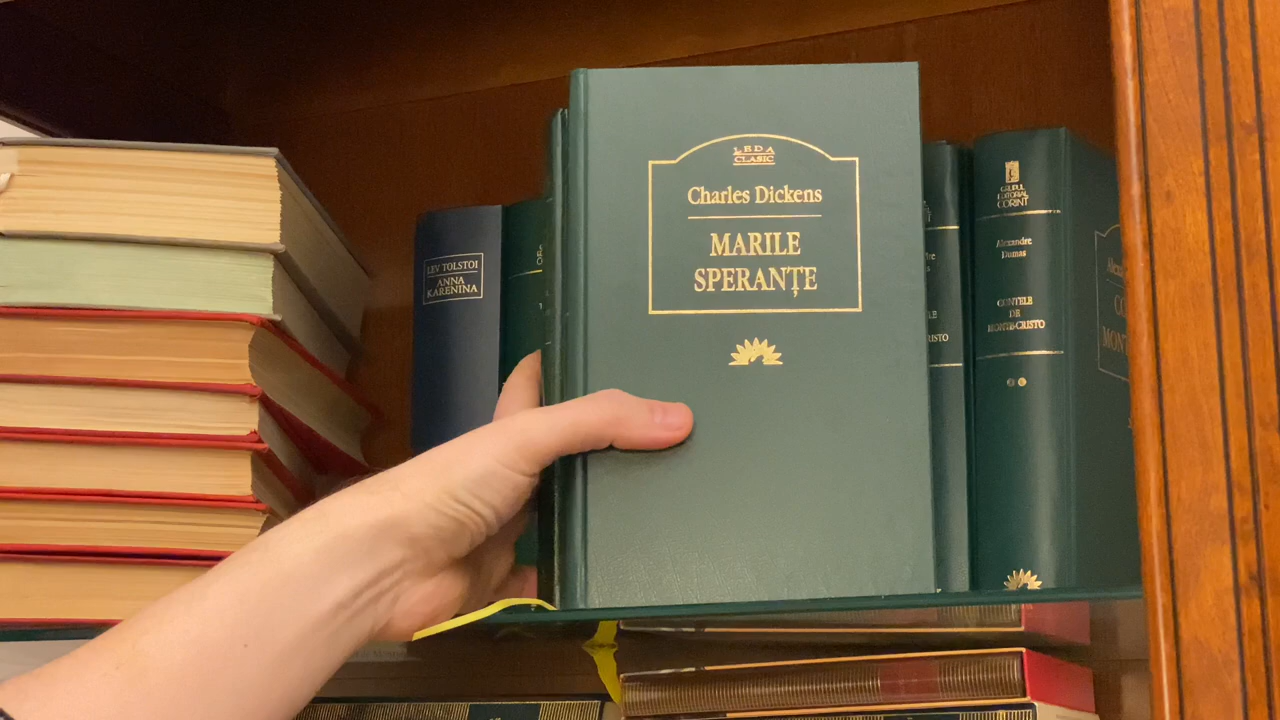 LEDA
CLASIC
Charles Dickens
MARILE
SPERANȚE
LEV TOLSTOI
ANNA
KARENINA
GRUPUL
EDITORIAL
CORINT
Alexandre
Dumas
CONTELE
DE
MONTE-CRISTO
RISTO